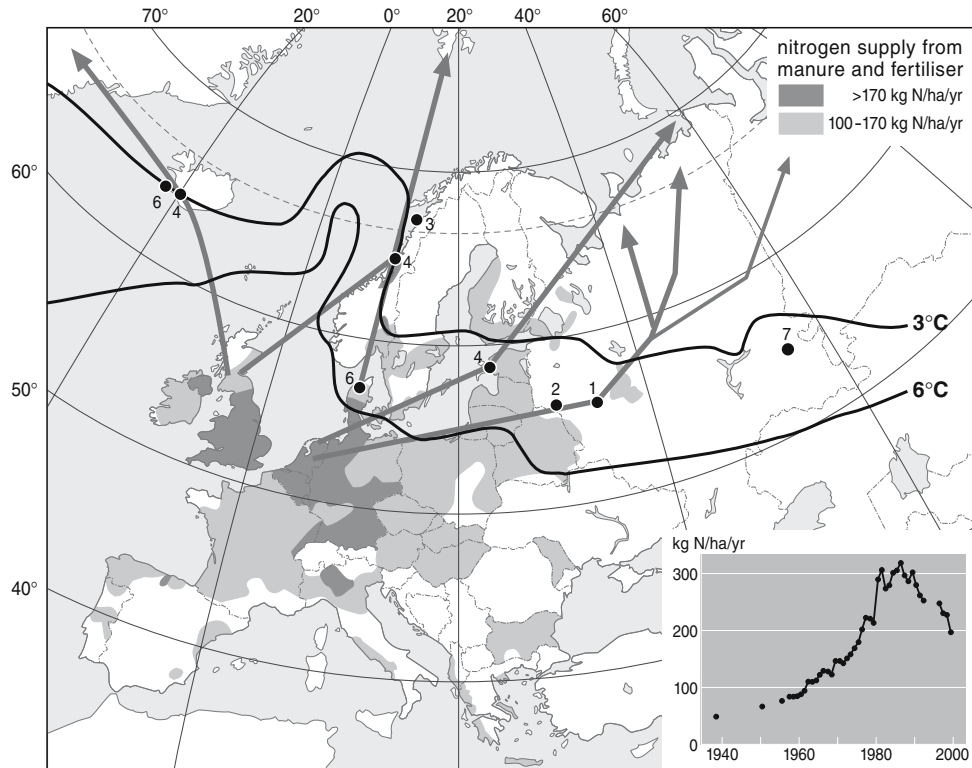 70° 20° 0° 20° 40° 60°
nitrogen supply from
manure and fertiliser
>170 kg N/ha/yr
100-170 kg N/ha/yr
60°
6
4
3
4
3°C
7
4
50°
6
2
1
6°C
kg N/ha/yr
300
40°
200
100
0
1940 1960 1980 2000